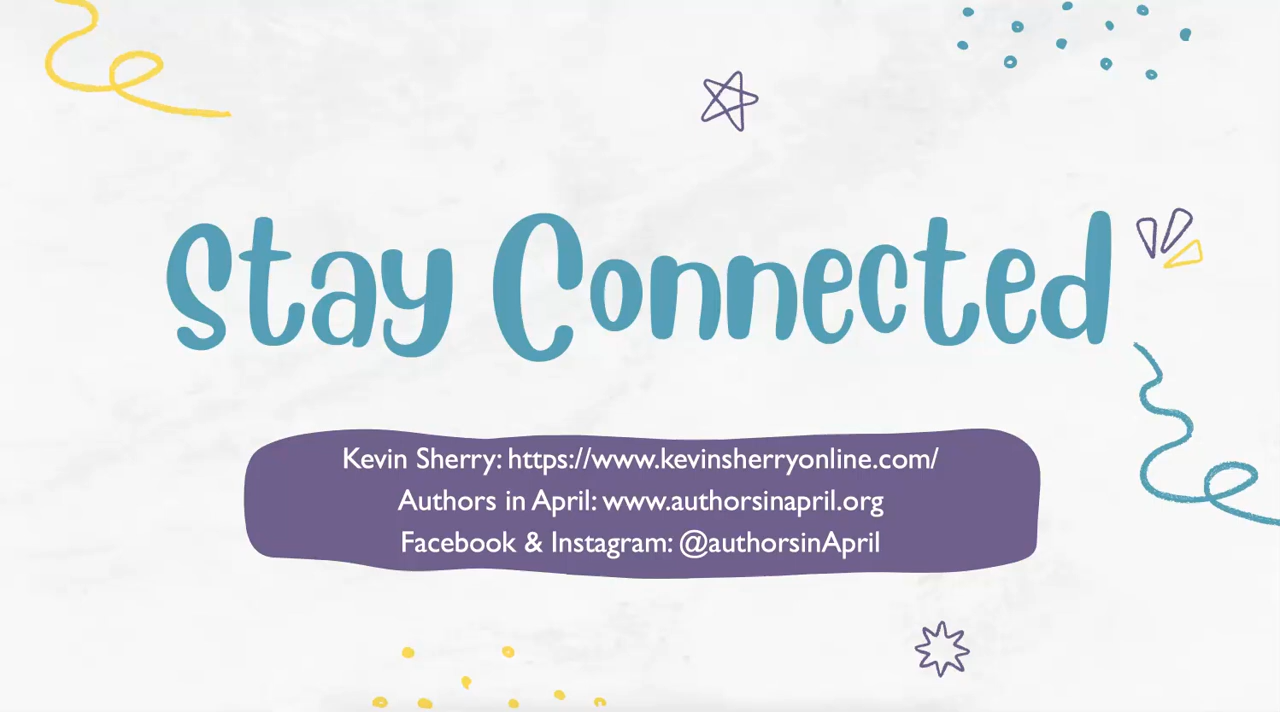 Stay Connected
Kevin Sherry: https://www.kevinsherryonline.com/
Authors in April: www.authorsinapril.org
Facebook & Instagram: @authorsinApril